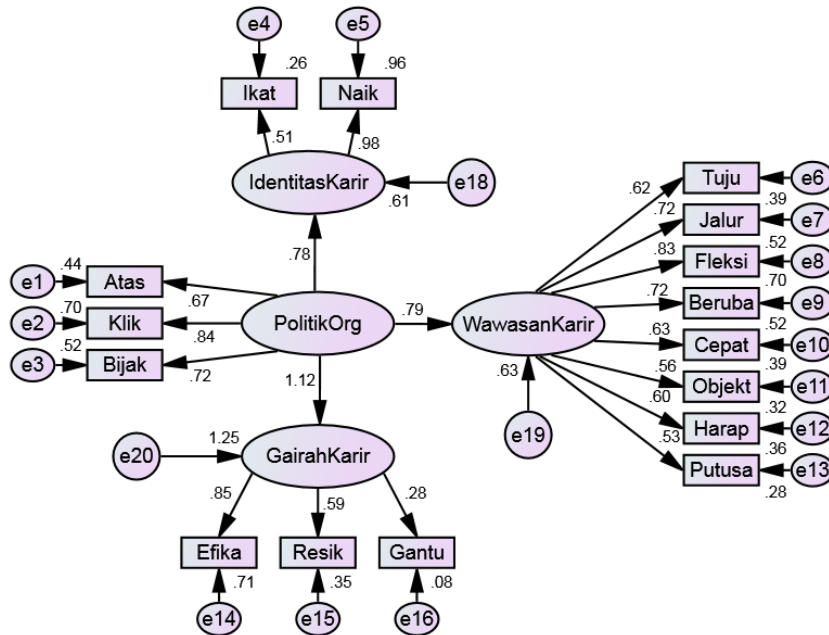 e4
e5
.26
.96
Ikat
Naik
.51
.98
IdentitasKarir
e18
.61
.78
e1
.44
Atas
.67
e2
.70
Klik
.84
e3
.52
Bijak
.72
PolitikOrg
.79
WawasanKarir
.63
e19
.62
Tuju
e6
.39
.72
Jalur
e7
.52
.83
Fleksi
e8
.70
.72
Beruba
e9
.52
.63
Cepat
e10
.39
.56
Objekt
e11
.32
.60
Harap
e12
.36
.53
Putusa
e13
.28
1.12
e20
1.25
GairahKarir
.85
.59
.28
Efika
Resik
Gantu
.71
.35
.08
e14
e15
e16